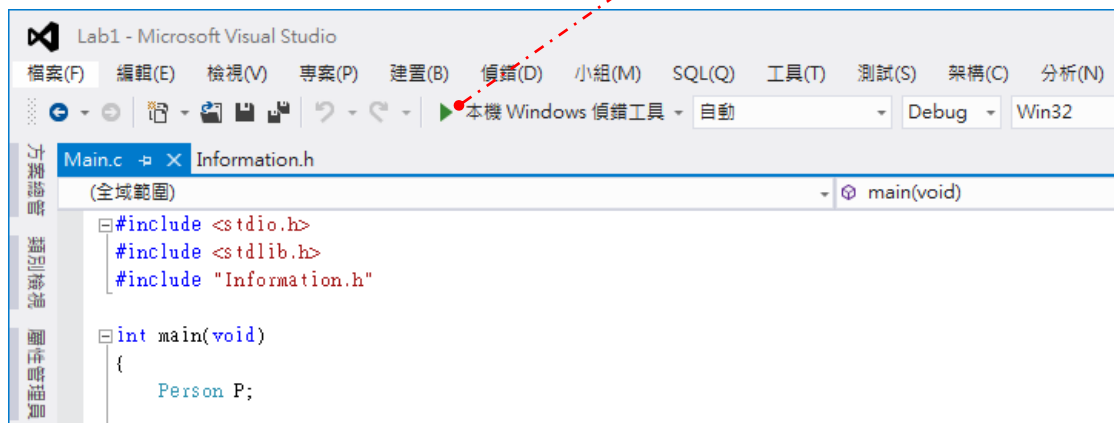 Lab1 - Microsoft Visual Studio
檔案(F) 編輯(E) 檢視(V) 專案(P) 建置(B) 偵錯(D) 小組(M) SQL(Q) 工具(T) 測試(S) 架構(C) 分析(N)
本機 Windows 偵錯工具 自動 Debug Win32
方案總管
類別檢視
屬性管理員
Main.c Information.h
(全域範圍) main(void)
#include <stdio.h>
#include <stdlib.h>
#include "Information.h"
int main(void)
{
Person P;